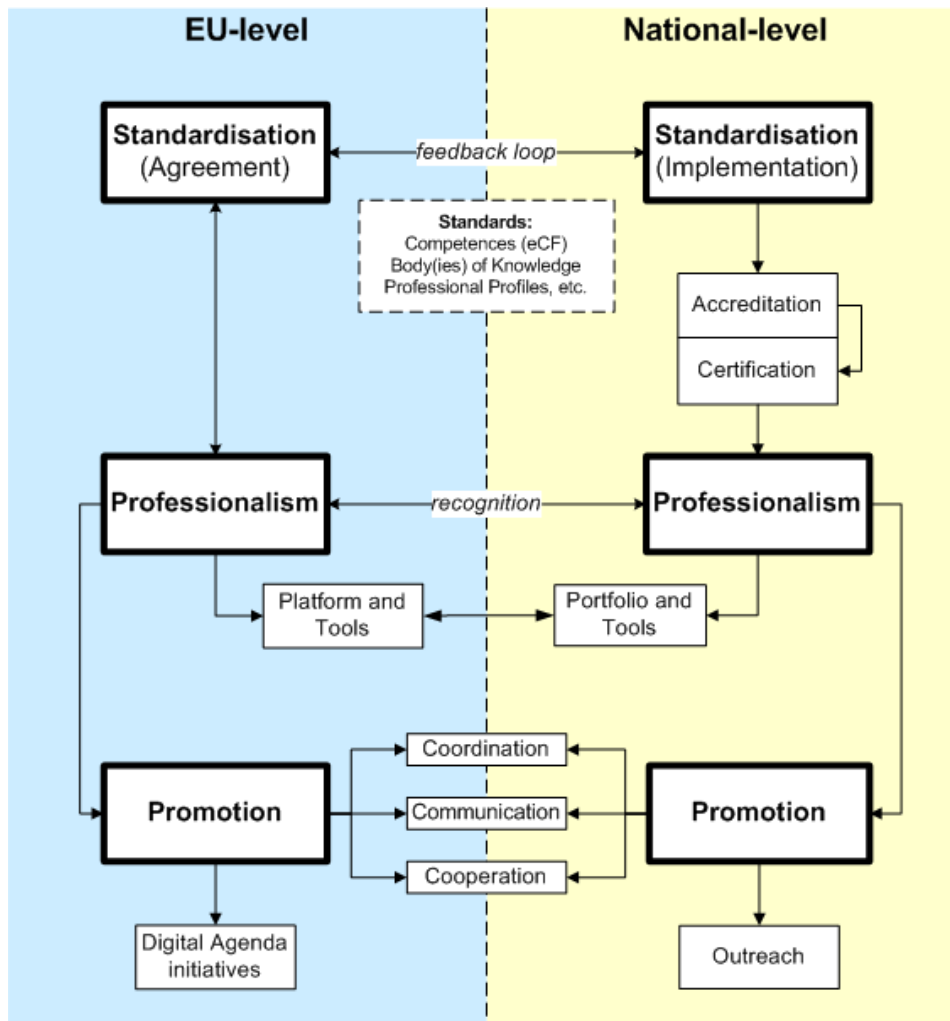 EU-level
National-level
Standardisation
(Agreement)
feedback loop
Standardisation
(Implementation)
Standards:
Competences (eCF)
Body(ies) of Knowledge
Professional Profiles, etc.
Accreditation
Certification
Professionalism
recognition
Professionalism
Platform and
Tools
Portfolio and
Tools
Coordination
Promotion
Communication
Promotion
Cooperation
Digital Agenda
initiatives
Outreach